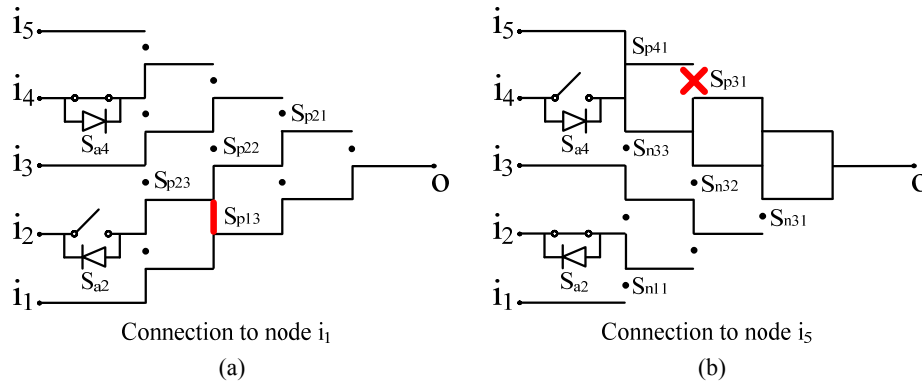 i5
i5
Sp41
Sp31
i4
Sa4
i4
Sa4
Sp21
Sp22
Sn33
i3
Sp23
i3
Sn32
o
o
Sp13
Sn31
i2
Sa2
i2
Sa2
Sn11
i1
i1
Connection to node i1
Connection to node i5
(a)
(b)